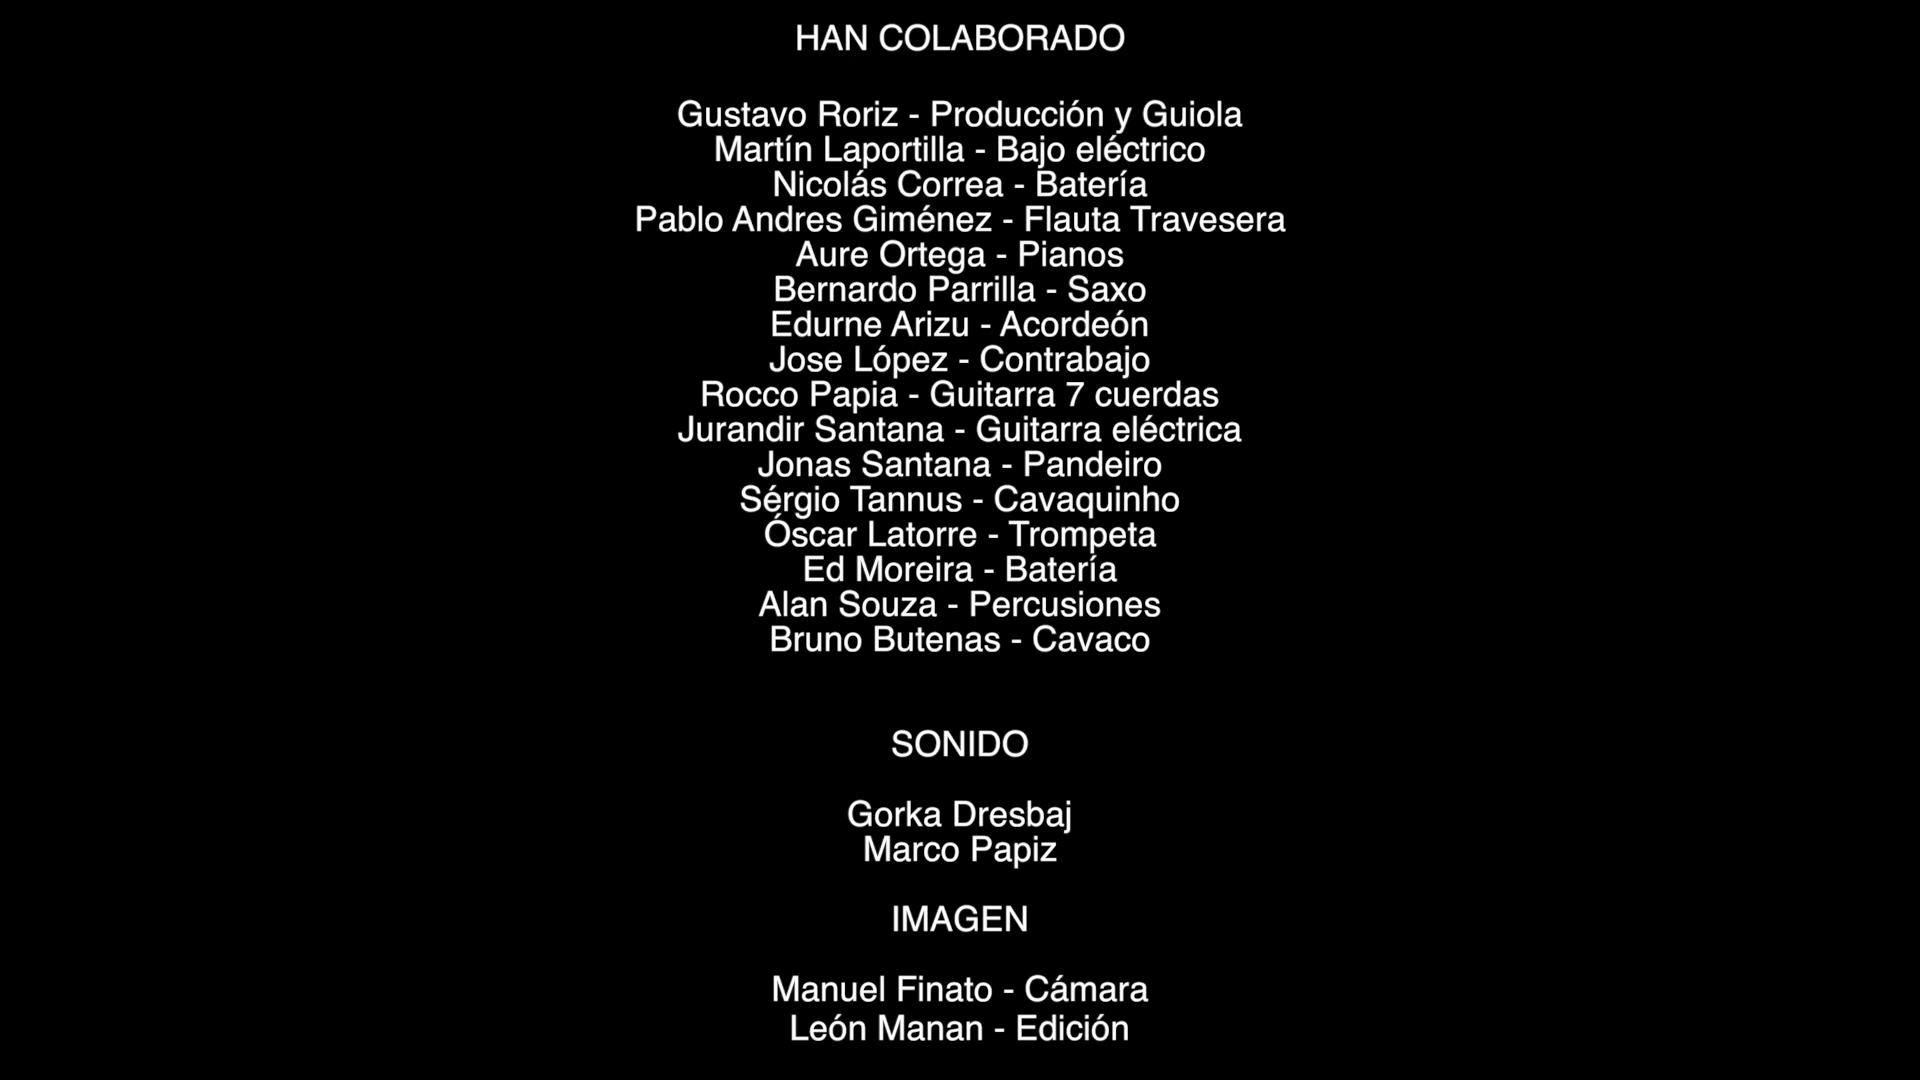 HAN COLABORADO
Gustavo Roriz - Producción y Guiola
Martín Laportilla - Bajo eléctrico
Nicolás Correa - Batería
Pablo Andres Giménez - Flauta Travesera
Aure Ortega - Pianos
Bernardo Parrilla - Saxo
Edurne Arizu - Acordeón
Jose López - Contrabajo
Rocco Papia - Guitarra 7 cuerdas
Jurandir Santana - Guitarra eléctrica
Jonas Santana - Pandeiro
Sérgio Tannus - Cavaquinho
Óscar Latorre - Trompeta
Ed Moreira - Batería
Alan Souza - Percusiones
Bruno Butenas - Cavaco
SONIDO
Gorka Dresbaj
Marco Papiz
IMAGEN
Manuel Finato - Cámara
León Manan - Edición